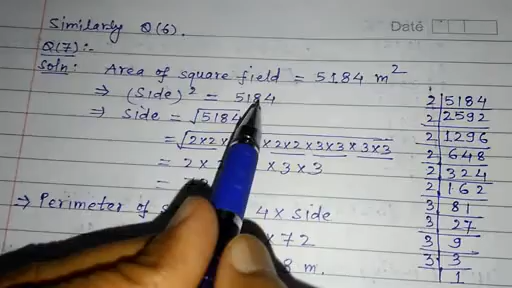 Similarly Q(6).
Date
Q(7):-
Soln: Area of square field = 5184 m²
⇒ (Side)² = 5184
⇒ Side = √5184
= √2×2× ×2×2×3×3×3×3
= 2× ×3×3
=
→ Perimeter of 4×side
×72
8 m.
2 5184
2 2592
2 1296
2 648
2 324
2 162
3 81
3 27
3 9
3 3
1